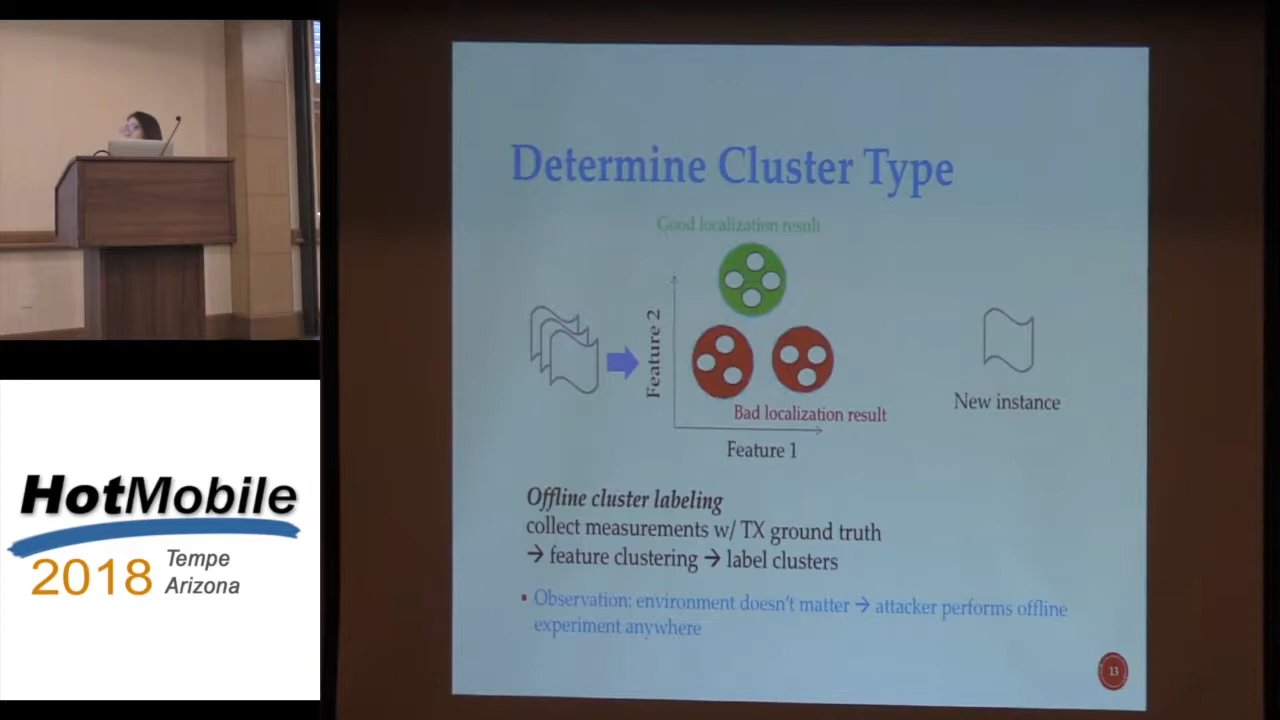 Determine Cluster Type
Good localization result
Feature 2
Bad localization result
Feature 1
New instance
Offline cluster labeling
collect measurements w/ TX ground truth
→ feature clustering → label clusters
▪ Observation: environment doesn't matter → attacker performs offline
experiment anywhere
13
HotMobile
2018 Tempe
Arizona